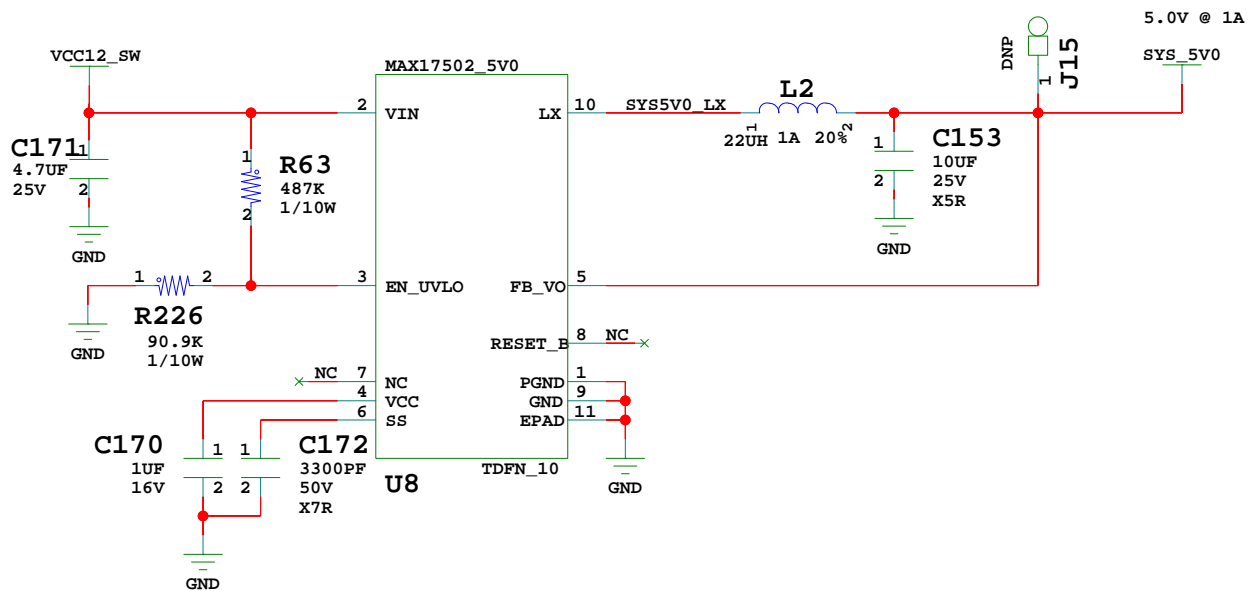 5.0V @ 1A
VCC12_SW
SYS_5V0
DNP
J15
1
MAX17502_5V0
2
VIN
LX
10
SYS5V0_LX
L2
1
2
22UH 1A 20%
C171
1
4.7UF
25V
2
GND
1
R63
487K
1/10W
2
C153
1
10UF
2
25V
X5R
GND
1
2
R226
90.9K
1/10W
GND
3
EN_UVLO
FB_VO
5
RESET_B
8
NC
NC
7
NC
4
VCC
6
SS
PGND
1
GND
9
EPAD
11
GND
C170
1
1UF
16V
2
1
C172
3300PF
2
50V
X7R
GND
TDFN_10
U8